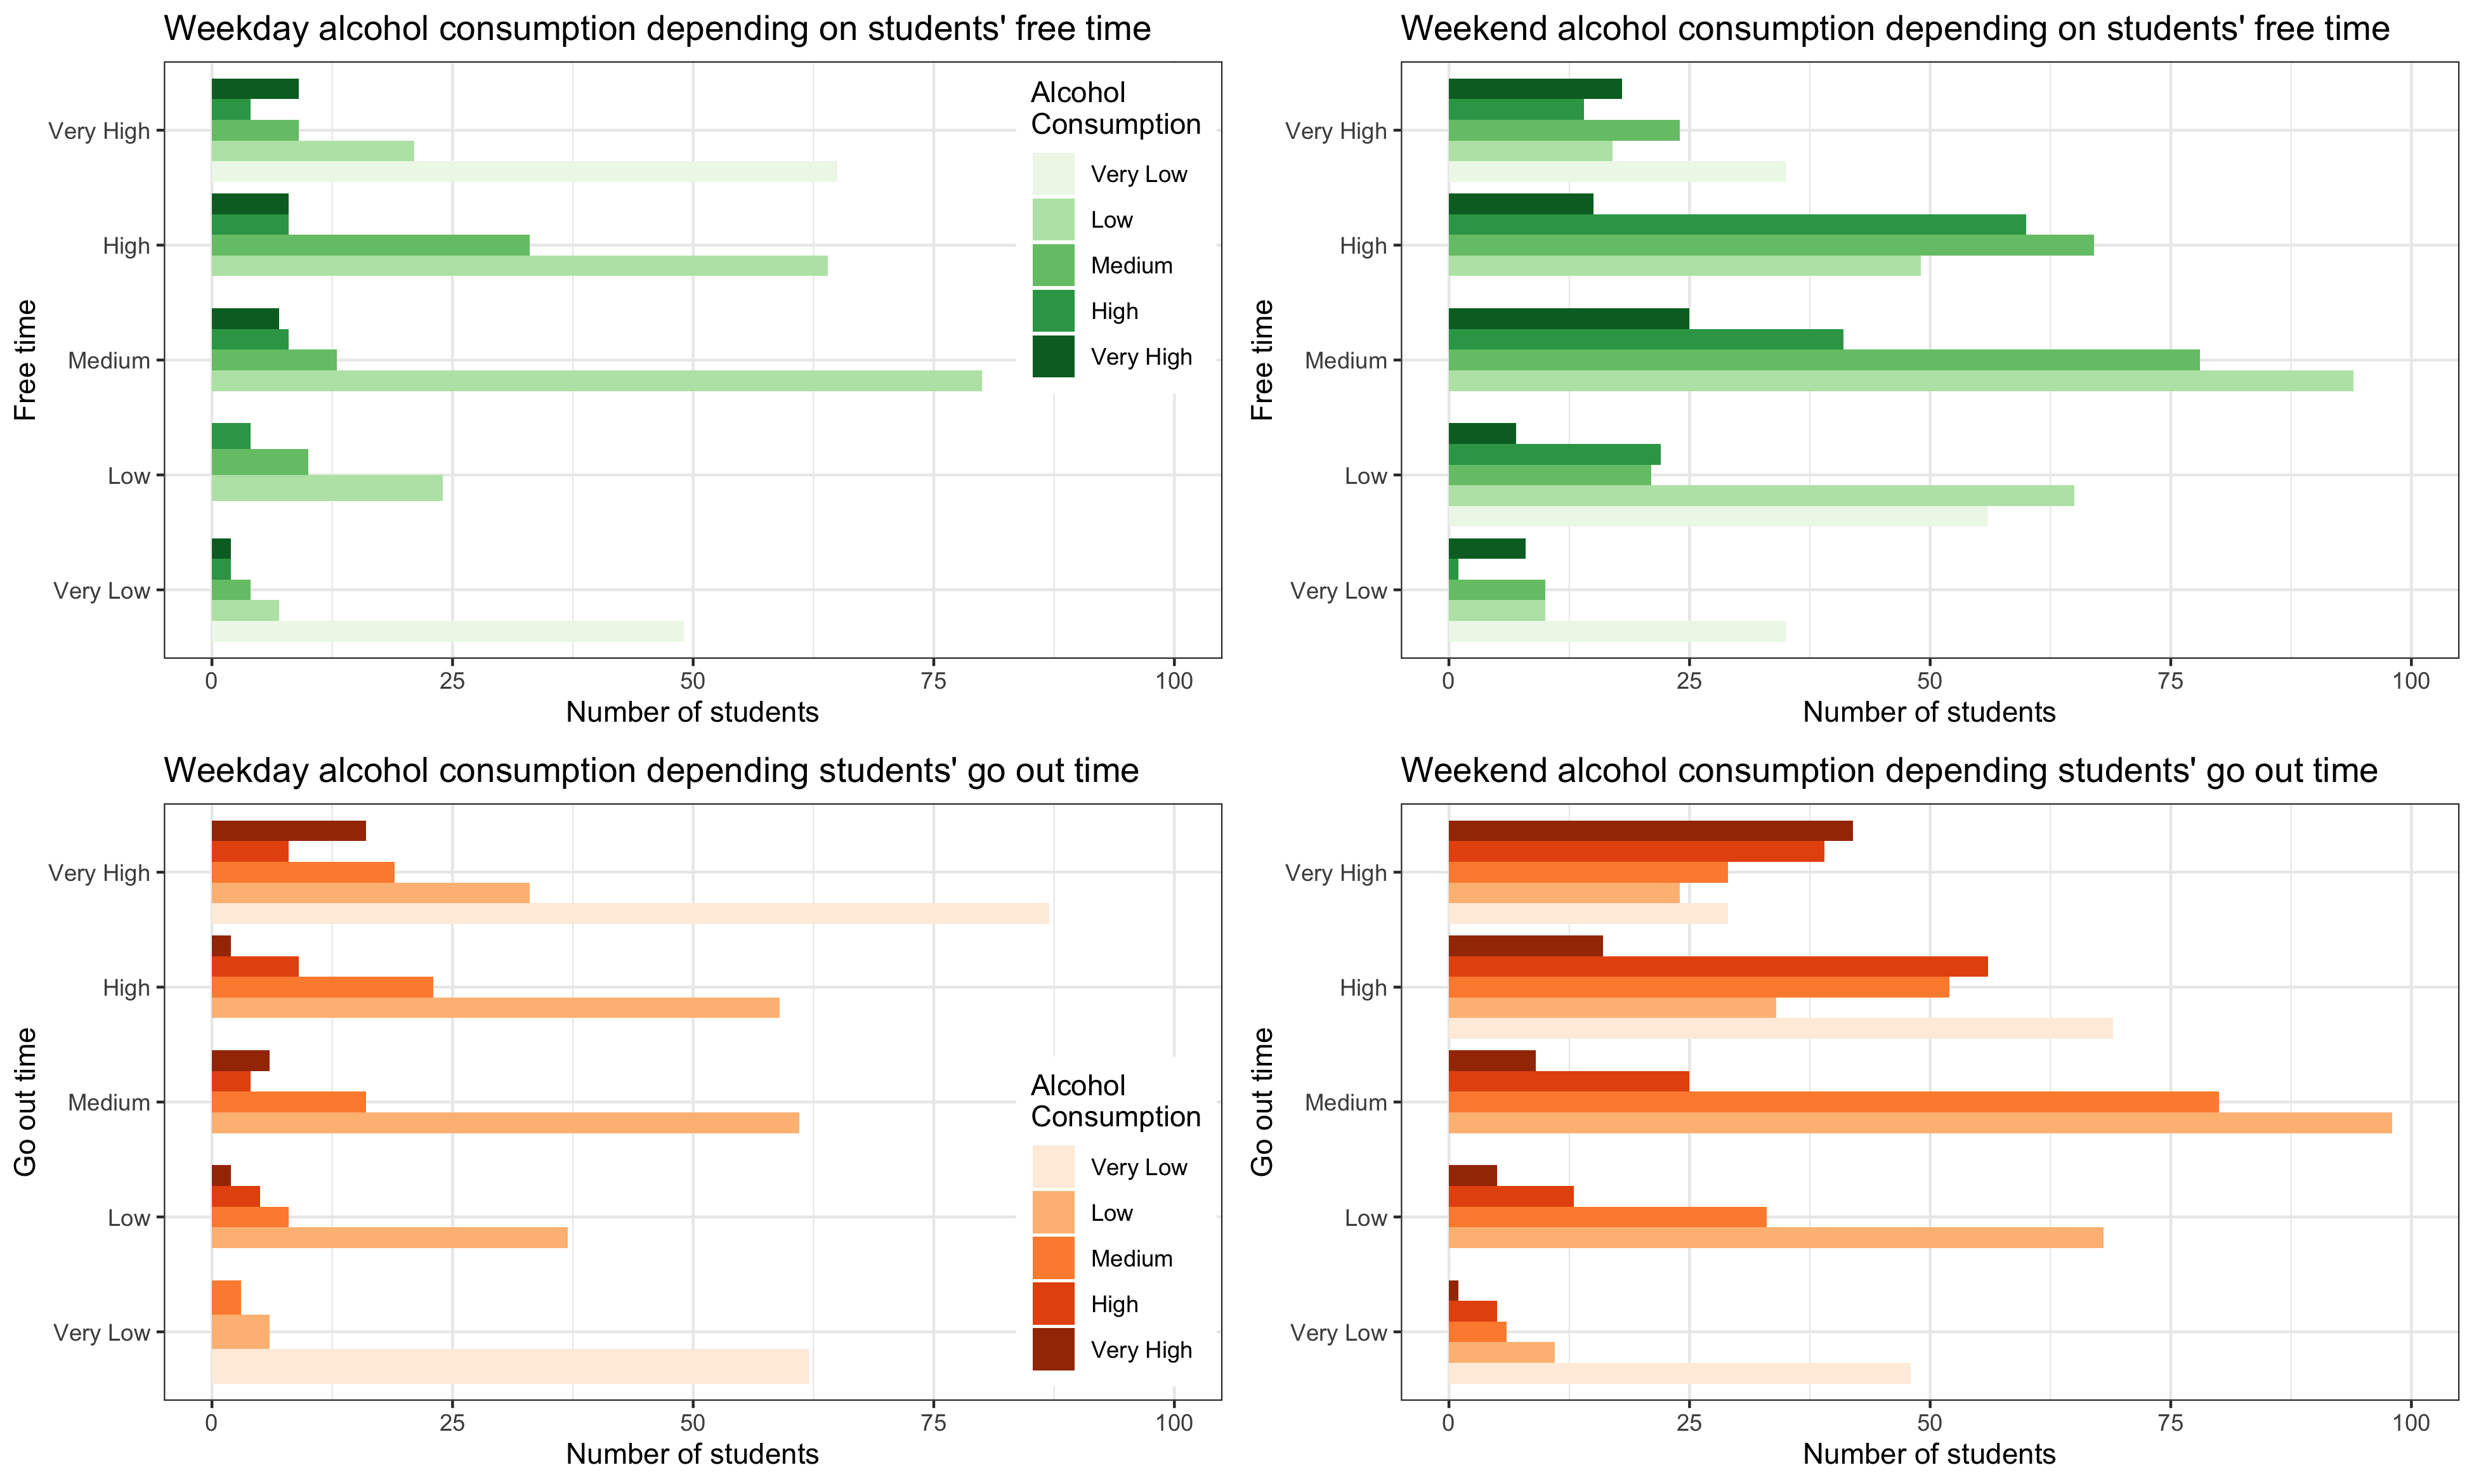 Weekday alcohol consumption depending on students' free time
Very High
High
Medium
Low
Very Low
Free time
0 25 50 75 100
Number of students
Alcohol
Consumption
Very Low
Low
Medium
High
Very High
Weekend alcohol consumption depending on students' free time
Very High
High
Medium
Low
Very Low
Free time
0 25 50 75 100
Number of students
Weekday alcohol consumption depending students' go out time
Very High
High
Medium
Low
Very Low
Go out time
0 25 50 75 100
Number of students
Alcohol
Consumption
Very Low
Low
Medium
High
Very High
Weekend alcohol consumption depending students' go out time
Very High
High
Medium
Low
Very Low
Go out time
0 25 50 75 100
Number of students